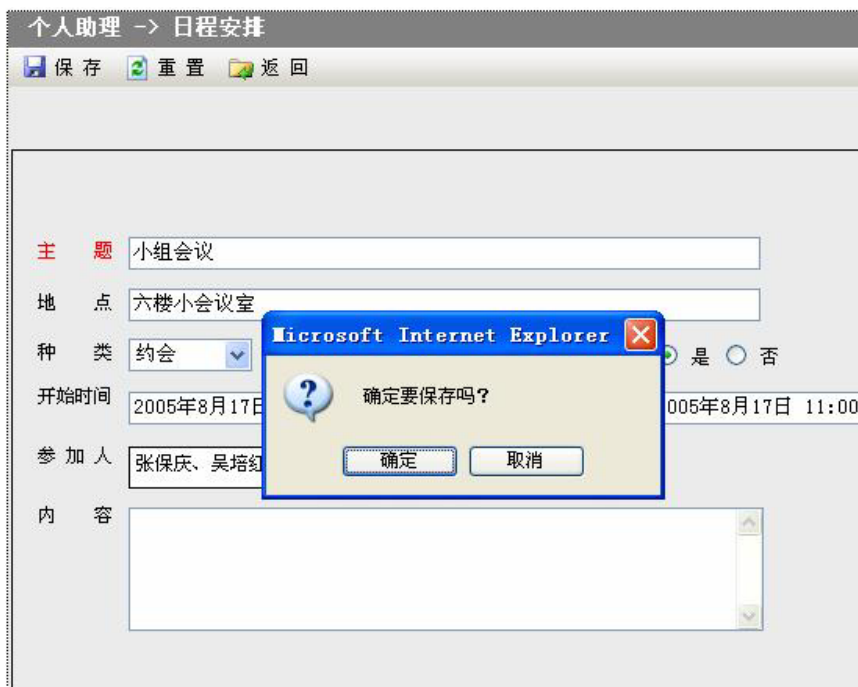 个人助理 -> 日程安排
保存 重置 返回
主 题 小组会议
地 点 六楼小会议室
Microsoft Internet Explorer
种 类 约会 是 否
确定要保存吗?
开始时间 2005年8月17日 005年8月17日 11:00
确定 取消
参加人 张保庆、吴培红
内 容